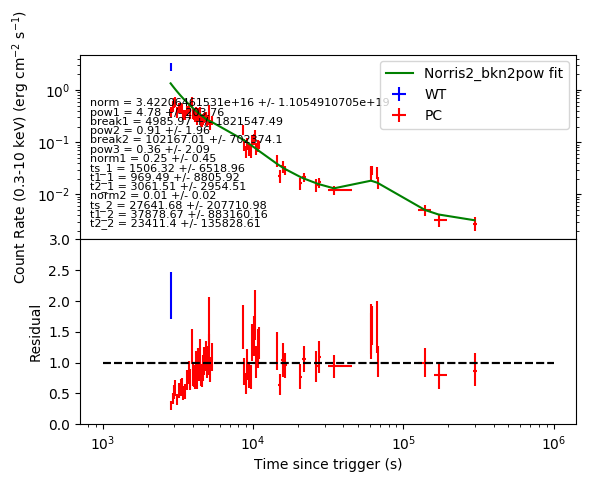 Count Rate (0.3-10 keV) (erg cm⁻² s⁻¹)
10⁰
10⁻¹
10⁻²
Norris2_bkn2pow fit
WT
PC
pow1 = 4.78 +/-
break1 = 4985.97
pow2 = 0.91 +/- 1.96
break2 = 102167.01 +/-
pow3 = 0.36 +/- 2.09
norm1 = 0.25 +/- 0.45
ts_1 = 1506.32 +/- 6518.96
t1_1 = 969.49 +/- 8805.92
t2_1 = 3061.51 +/- 2954.51
norm2 = 0.01 +/- 0.02
ts_2 = 27641.68 +/- 207710.98
t1_2 = 37878.67 +/- 883160.16
t2_2 = 23411.4 +/- 135828.61
Residual
3.0
2.5
2.0
1.5
1.0
0.5
0.0
10³
10⁴
10⁵
10⁶
Time since trigger (s)